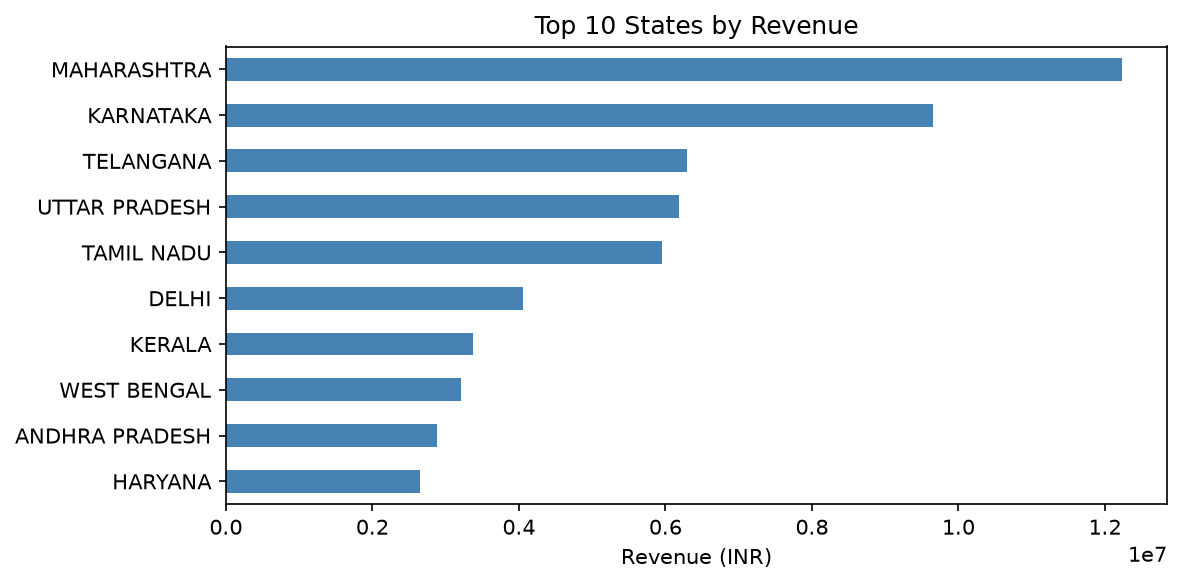 Top 10 States by Revenue
MAHARASHTRA
KARNATAKA
TELANGANA
UTTAR PRADESH
TAMIL NADU
DELHI
KERALA
WEST BENGAL
ANDHRA PRADESH
HARYANA
0.0 0.2 0.4 0.6 0.8 1.0 1.2
1e7
Revenue (INR)